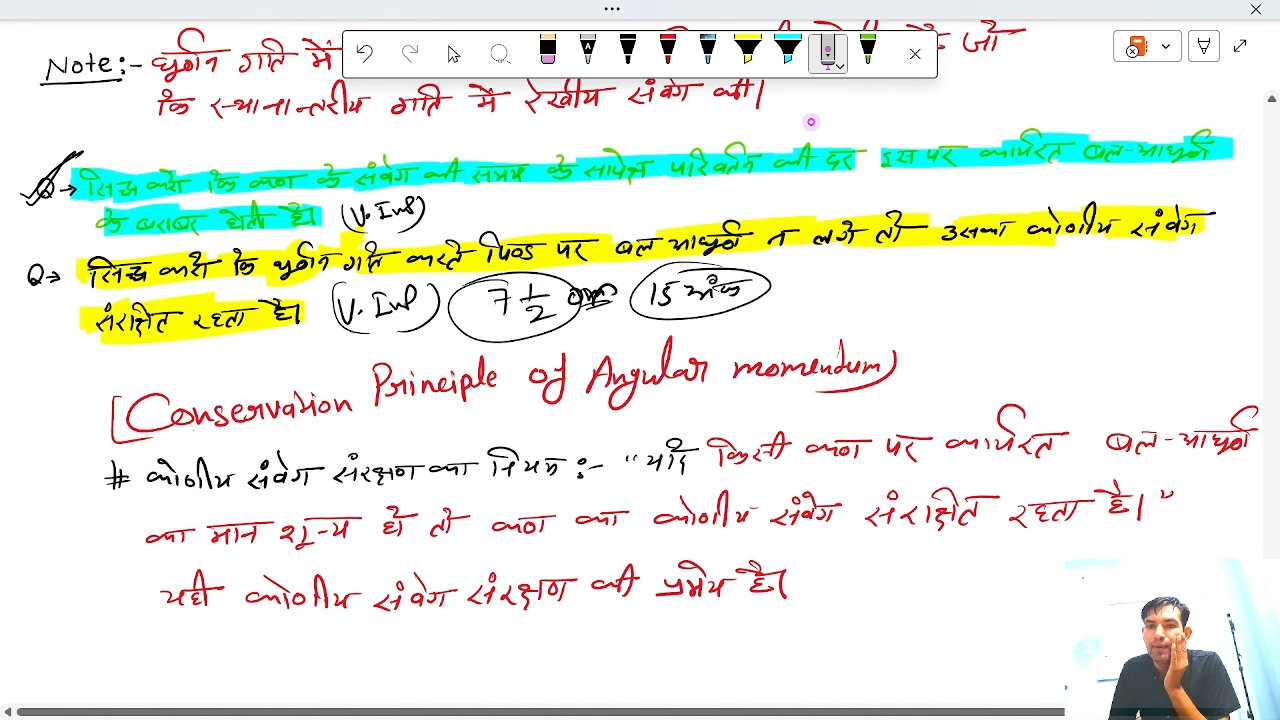 Note:- घूर्णन गति में जो
कि स्थानान्तरीय गति में रेखीय संवेग की।
Q→ सिद्ध करो कि कण के संवेग की समय के सापेक्ष परिवर्तन की दर इस पर कार्यरत बल-आघूर्ण
के बराबर होती है। (V. Imp)
Q→ सिद्ध करो कि घूर्णन गति करते पिण्ड पर बल आघूर्ण न लगे तो उसका कोणीय संवेग
संरक्षित रहता है। (V. Imp) 7 1/2 15 अंक
[Conservation Principle of Angular momentum)
# कोणीय संवेग संरक्षण का नियम :- "यदि किसी कण पर कार्यरत बल-आघूर्ण
का मान शून्य हो तो कण का कोणीय संवेग संरक्षित रहता है।"
यही कोणीय संवेग संरक्षण की प्रमेय है।